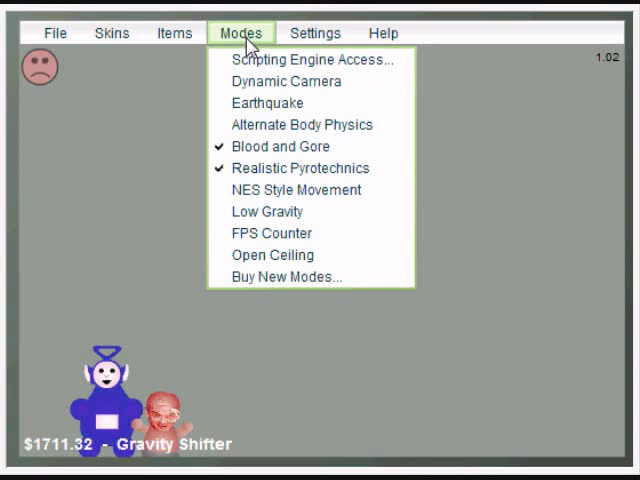 File Skins Items Modes Settings Help
1.02
Scripting Engine Access...
Dynamic Camera
Earthquake
Alternate Body Physics
Blood and Gore
Realistic Pyrotechnics
NES Style Movement
Low Gravity
FPS Counter
Open Ceiling
Buy New Modes...
$1711.32 - Gravity Shifter